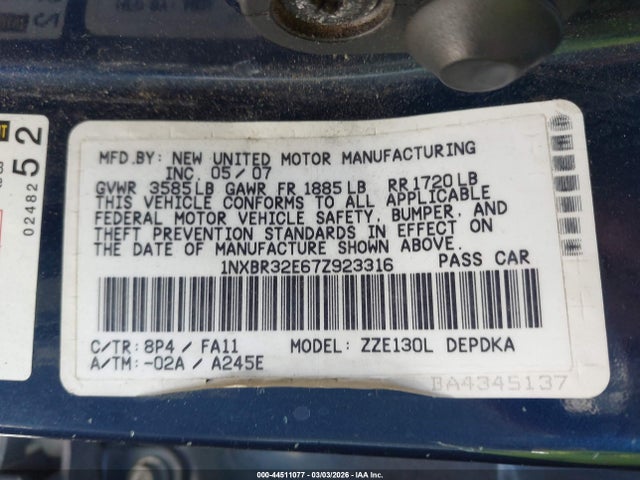 MFD.BY: NEW UNITED MOTOR MANUFACTURING
INC. 05/07
GVWR 3585LB GAWR FR 1885LB RR 1720LB
THIS VEHICLE CONFORMS TO ALL APPLICABLE
FEDERAL MOTOR VEHICLE SAFETY, BUMPER, AND
THEFT PREVENTION STANDARDS IN EFFECT ON
THE DATE OF MANUFACTURE SHOWN ABOVE.
1NXBR32E67Z923316 PASS CAR
C/TR: 8P4 / FA11 MODEL: ZZE130L DEPDKA
A/TM: -02A / A245E
BA4345137
52
02482
000-44511077 - 03/03/2026 - IAA Inc.